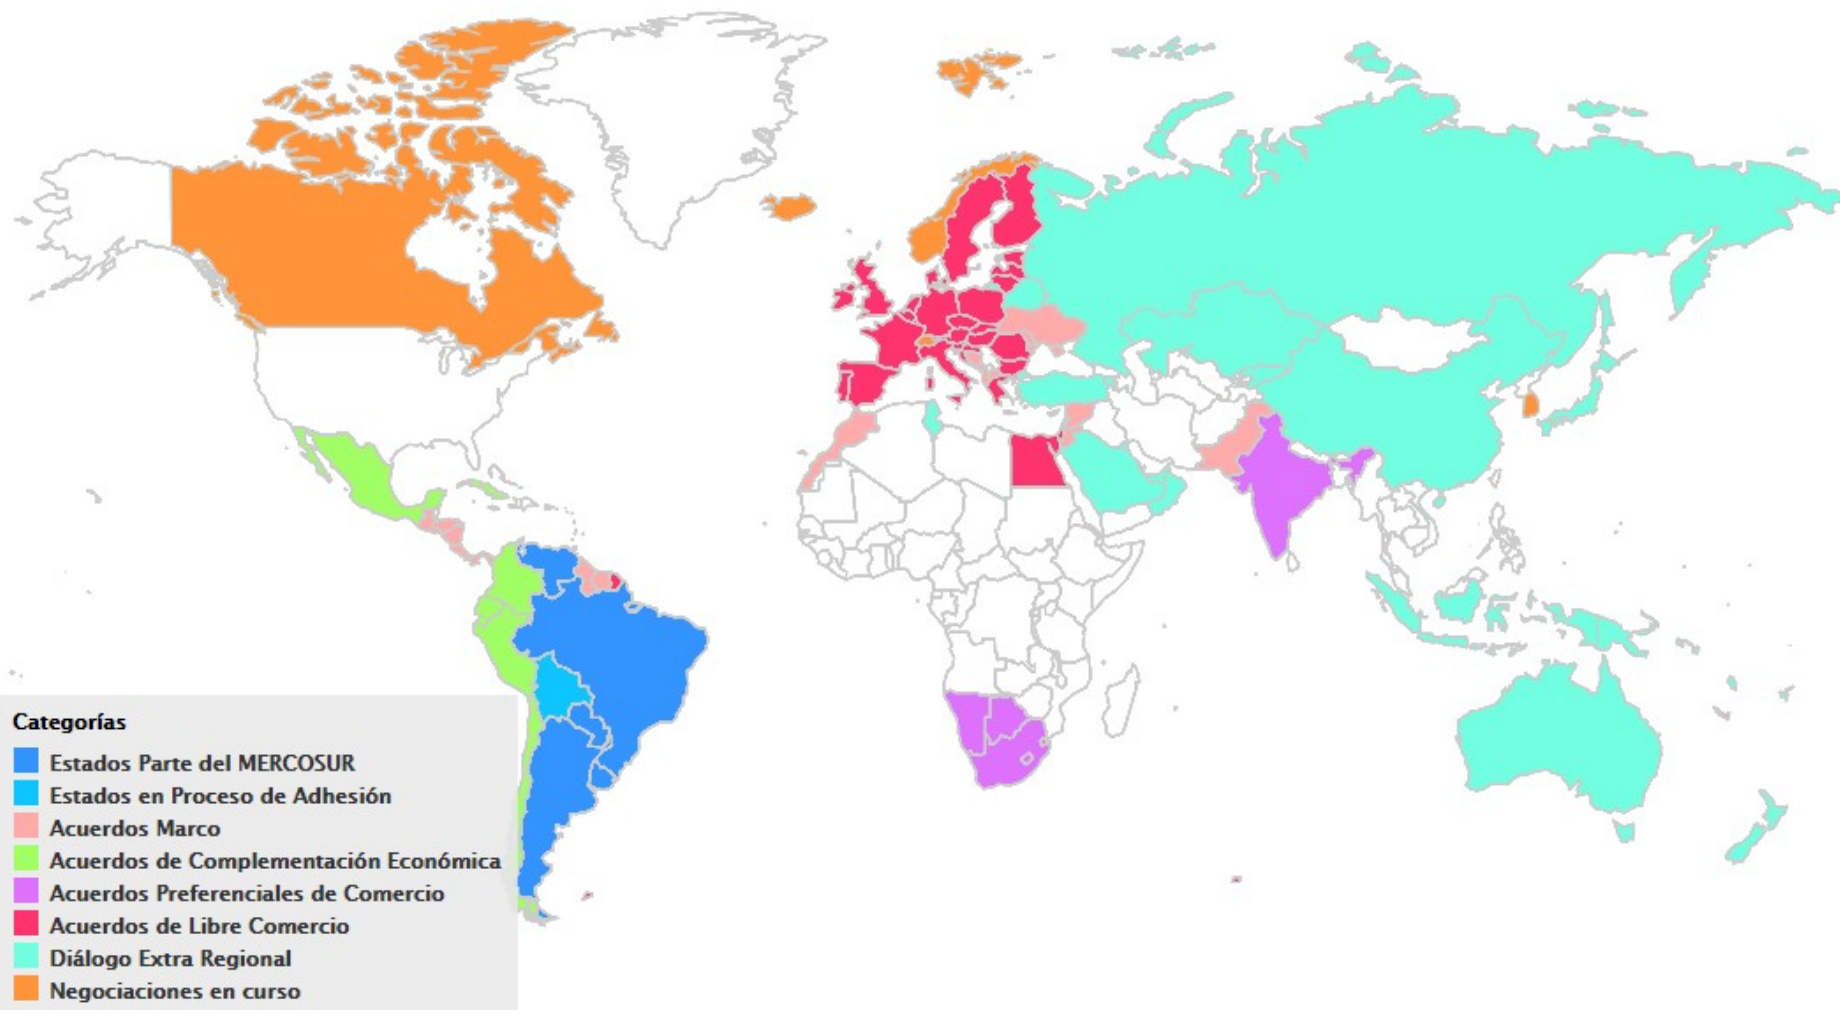 Categorías
Estados Parte del MERCOSUR
Estados en Proceso de Adhesión
Acuerdos Marco
Acuerdos de Complementación Económica
Acuerdos Preferenciales de Comercio
Acuerdos de Libre Comercio
Diálogo Extra Regional
Negociaciones en curso